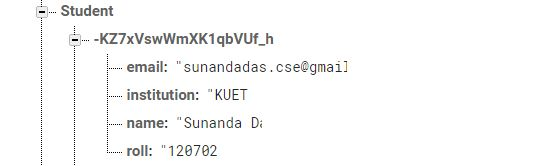 Student
-KZ7xVswWmXK1qbVUf_h
email: "sunandadas.cse@gmail
institution: "KUET
name: "Sunanda Da
roll: "120702